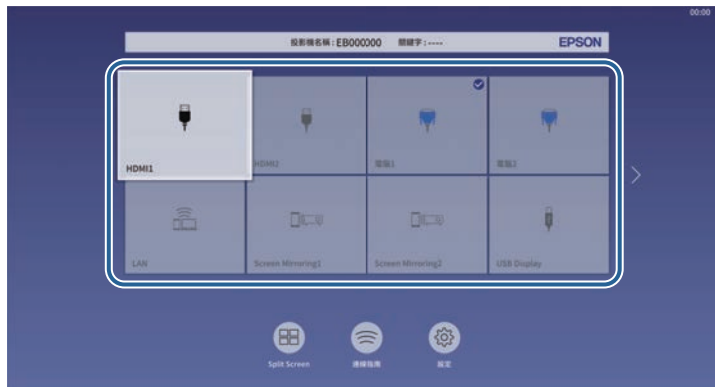 00:00
投影機名稱 : EB000000 關鍵字 : ---- EPSON
HDMI1 HDMI2 電腦1 電腦2
LAN Screen Mirroring1 Screen Mirroring2 USB Display
Split Screen 連線指南 設定